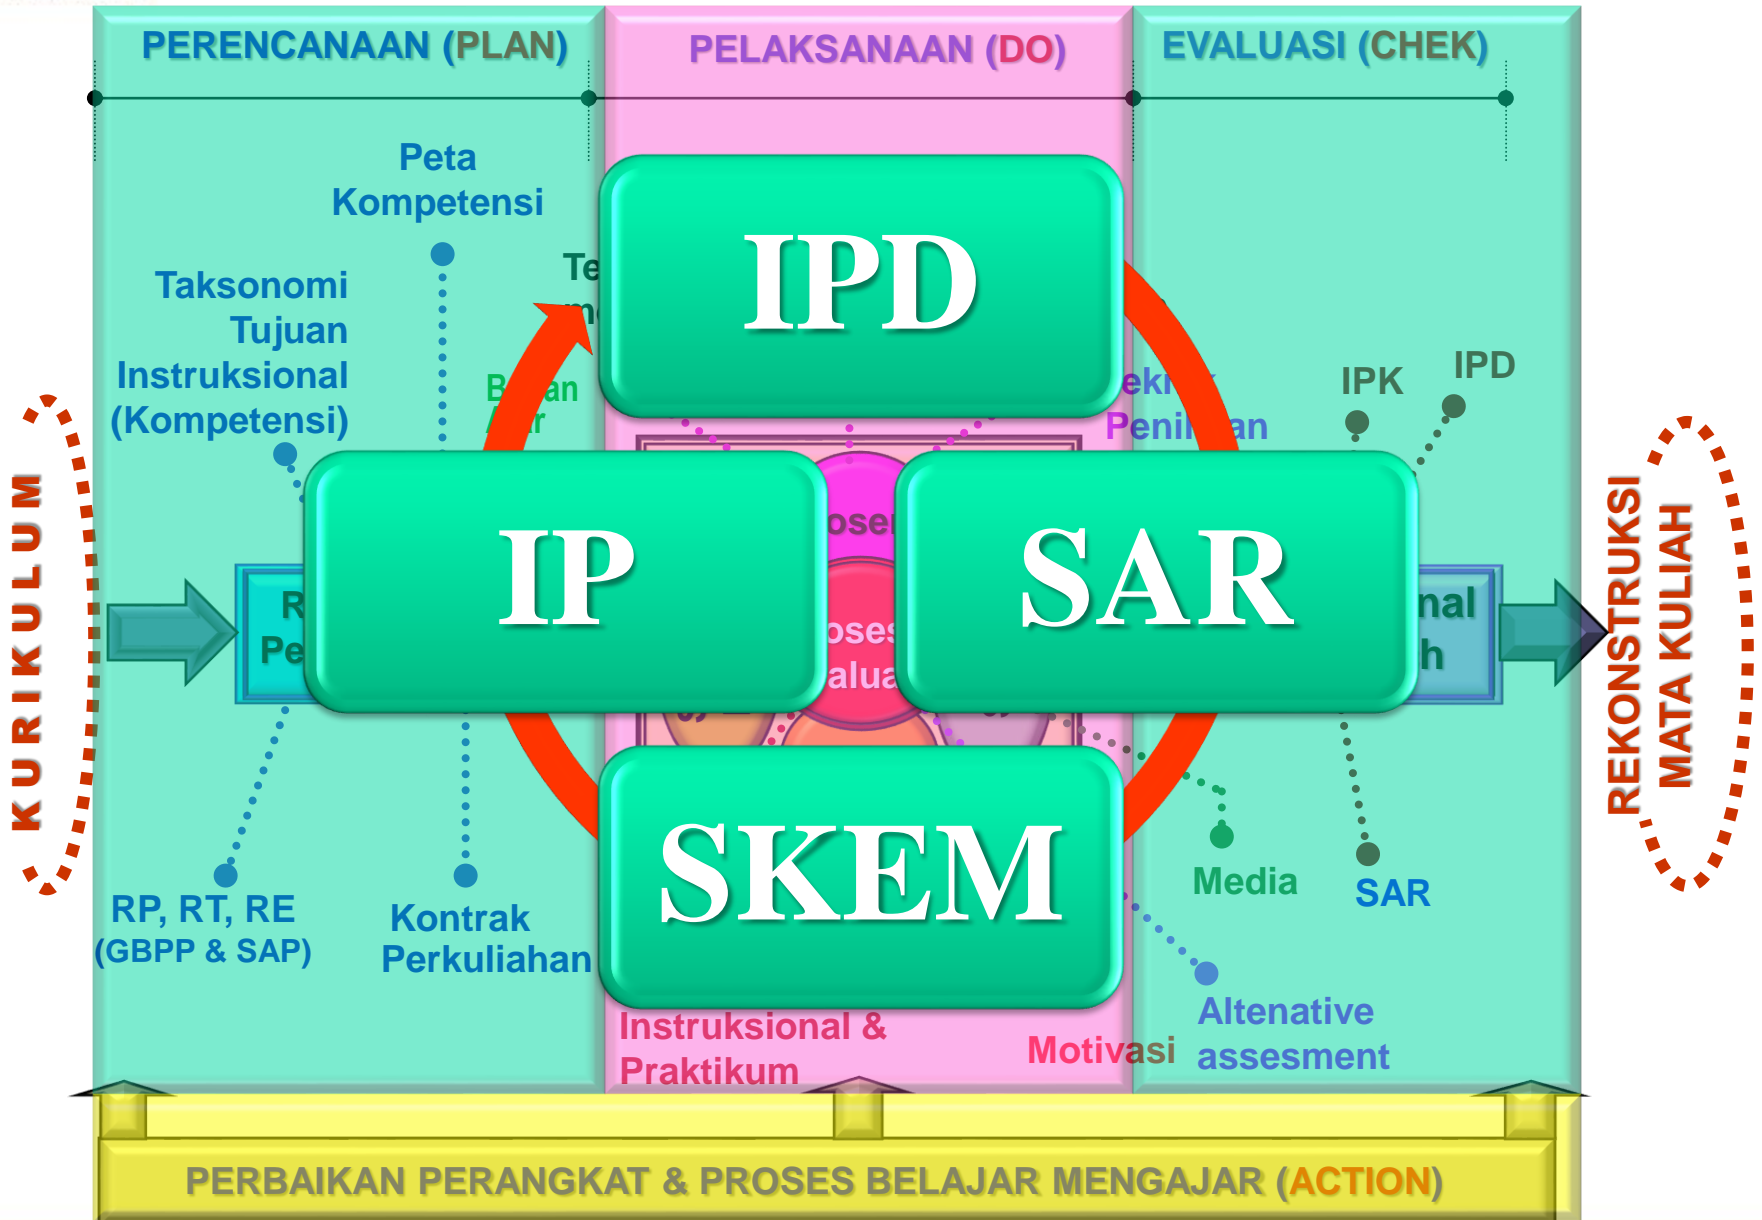 PERENCANAAN (PLAN)
PELAKSANAAN (DO)
EVALUASI (CHEK)
Peta
Kompetensi
Taksonomi
Tujuan
Instruksional
(Kompetensi)
IPD
IPK
IPD
KURIKULUM
IP
SAR
REKONSTRUKSI
MATA KULIAH
SKEM
Media
SAR
RP, RT, RE
(GBPP & SAP)
Kontrak
Perkuliahan
Altenative
assesment
Instruksional &
Praktikum
Motivasi
PERBAIKAN PERANGKAT & PROSES BELAJAR MENGAJAR (ACTION)